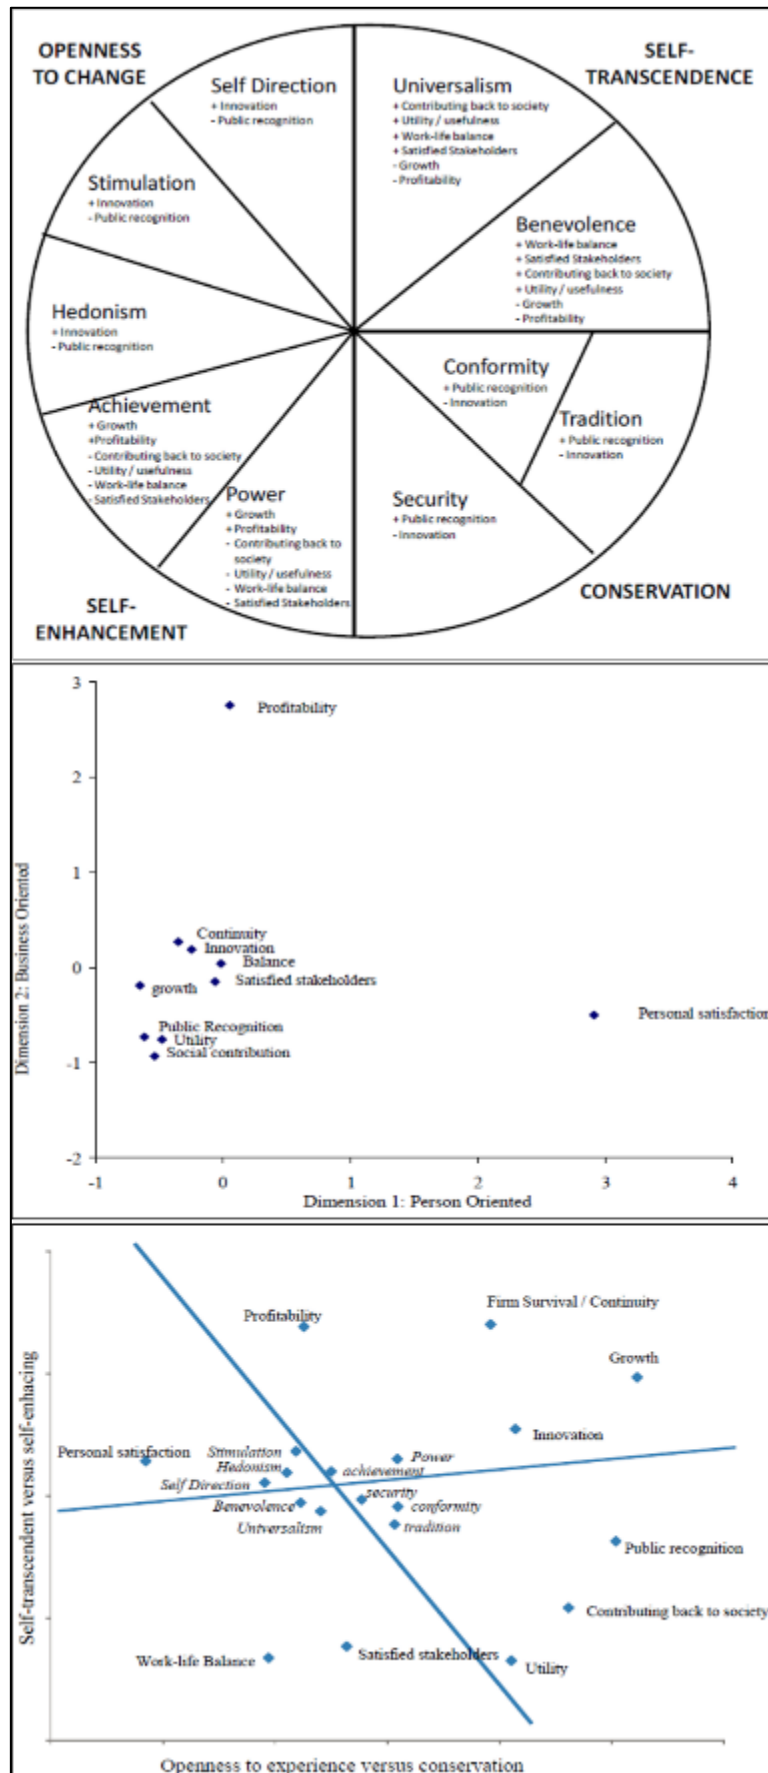 OPENNESS
TO CHANGE
SELF-
TRANSCENDENCE
Self Direction
+ Innovation
- Public recognition
Universalism
+ Contributing back to society
+ Utility / usefulness
+ Work-life balance
+ Satisfied Stakeholders
- Growth
- Profitability
Stimulation
+ Innovation
- Public recognition
Benevolence
+ Work-life balance
+ Satisfied Stakeholders
+ Contributing back to society
+ Utility / usefulness
- Growth
- Profitability
Hedonism
+ Innovation
- Public recognition
Conformity
+ Public recognition
- Innovation
Achievement
+ Growth
+Profitability
- Contributing back to society
- Utility / usefulness
- Work-life balance
- Satisfied Stakeholders
Tradition
+ Public recognition
- Innovation
Power
+ Growth
+ Profitability
- Contributing back to
society
- Utility / usefulness
- Work-life balance
- Satisfied Stakeholders
Security
+ Public recognition
- Innovation
SELF-
ENHANCEMENT
CONSERVATION
3
2
1
0
-1
-2
Dimension 2: Business Oriented
Profitability
Continuity
Innovation
Balance
Satisfied stakeholders
growth
Personal satisfaction
Public Recognition
Utility
Social contribution
-1
0
1
2
3
4
Dimension 1: Person Oriented
Self-transcendent versus self-enhacing
Profitability
Firm Survival / Continuity
Growth
Innovation
Personal satisfaction
Stimulation
Hedonism
Self Direction
Power
achievement
security
Benevolence
conformity
Universalism
tradition
Public recognition
Contributing back to society
Work-life Balance
Satisfied stakeholders
Utility
Openness to experience versus conservation